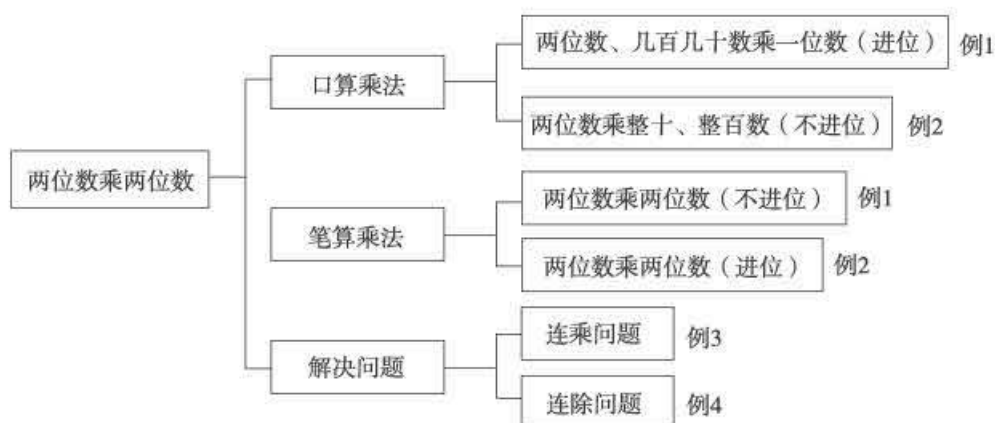 两位数乘两位数
口算乘法
两位数、几百几十数乘一位数（进位） 例1
两位数乘整十、整百数（不进位） 例2
笔算乘法
两位数乘两位数（不进位） 例1
两位数乘两位数（进位） 例2
解决问题
连乘问题 例3
连除问题 例4